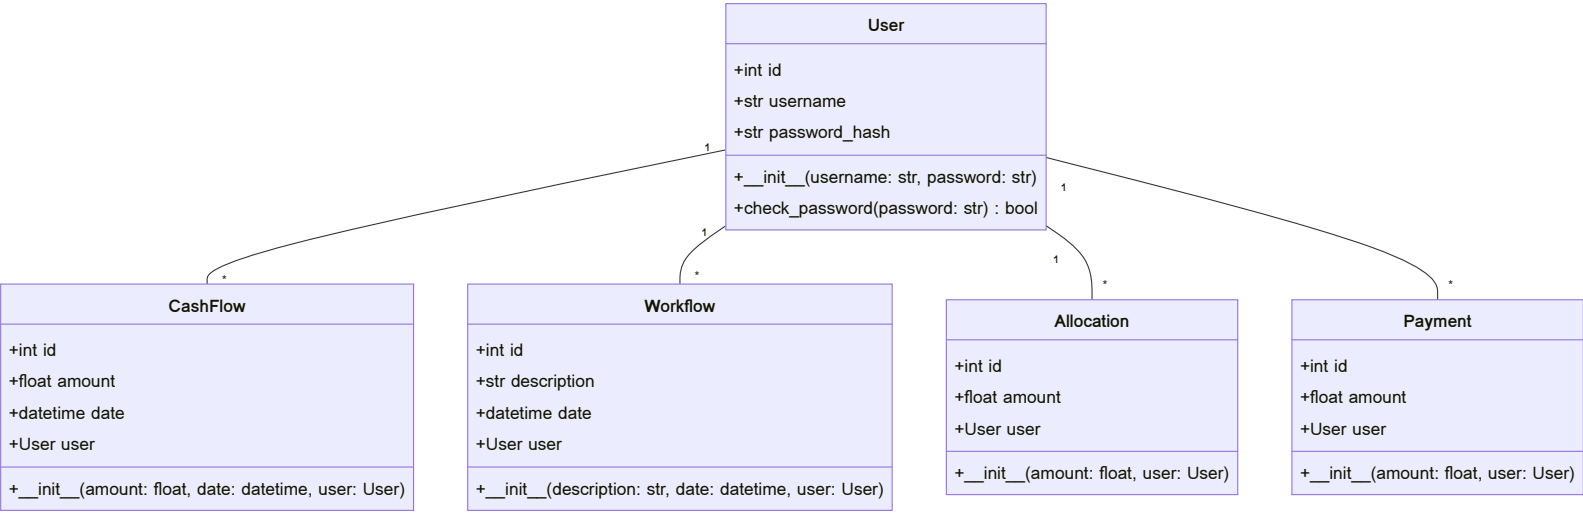 User
+int id
+str username
+str password_hash
+__init__(username: str, password: str)
+check_password(password: str) : bool
1
1
1
1
*
*
*
*
CashFlow
+int id
+float amount
+datetime date
+User user
+__init__(amount: float, date: datetime, user: User)
Workflow
+int id
+str description
+datetime date
+User user
+__init__(description: str, date: datetime, user: User)
Allocation
+int id
+float amount
+User user
+__init__(amount: float, user: User)
Payment
+int id
+float amount
+User user
+__init__(amount: float, user: User)